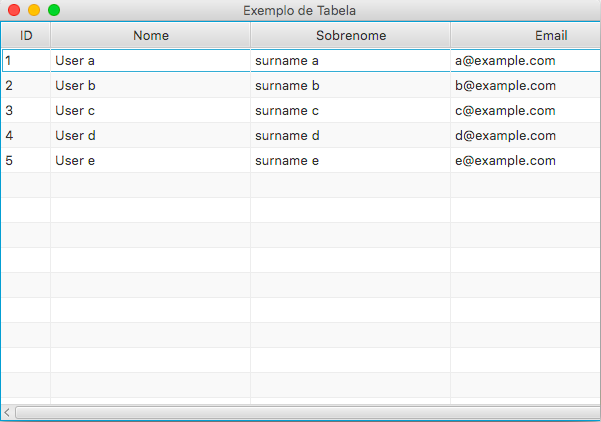 Exemplo de Tabela
ID Nome Sobrenome Email
1 User a surname a a@example.com
2 User b surname b b@example.com
3 User c surname c c@example.com
4 User d surname d d@example.com
5 User e surname e e@example.com